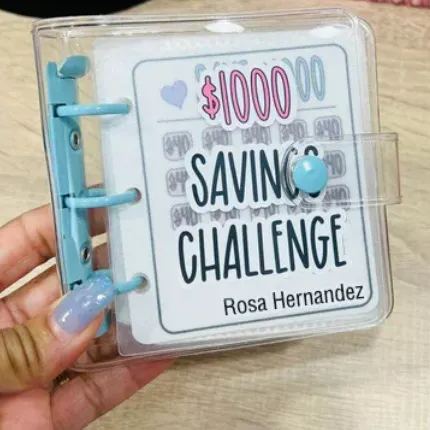 $1000
SAVINGS
CHALLENGE
Rosa Hernandez